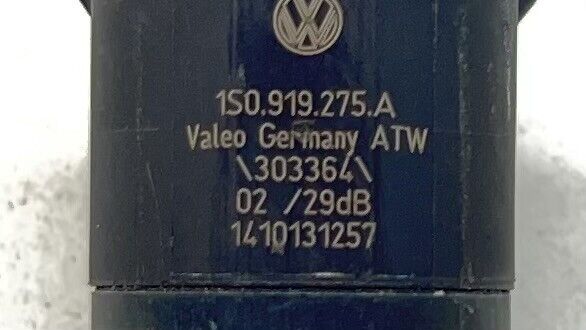 1S0.919.275.A
Valeo Germany ATW
\303364\
02 /29dB
1410131257